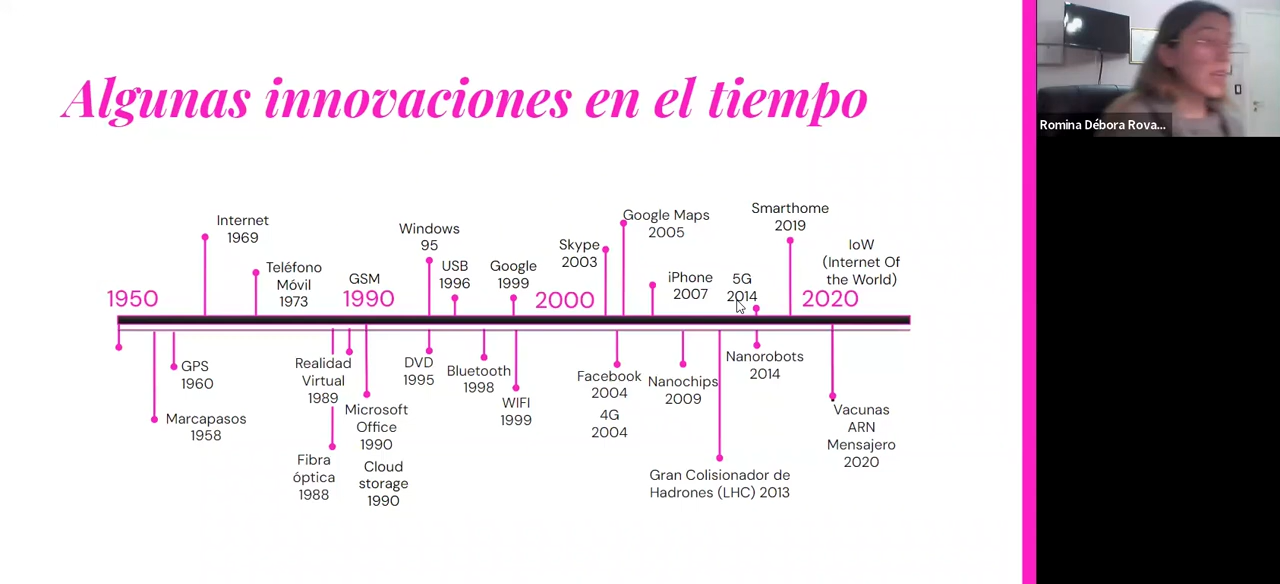 Algunas innovaciones en el tiempo
Romina Débora Rova...
Internet
1969
Teléfono
Móvil
1973
GSM
Windows
95
USB
1996
Google
1999
Skype
2003
Google Maps
2005
iPhone
2007
5G
2014
Smarthome
2019
IoW
(Internet Of
the World)
1950
1990
2000
2020
GPS
1960
Marcapasos
1958
Realidad
Virtual
1989
Fibra
óptica
1988
Microsoft
Office
1990
Cloud
storage
1990
DVD
1995
Bluetooth
1998
WIFI
1999
Facebook
2004
4G
2004
Nanochips
2009
Gran Colisionador de
Hadrones (LHC) 2013
Nanorobots
2014
Vacunas
ARN
Mensajero
2020